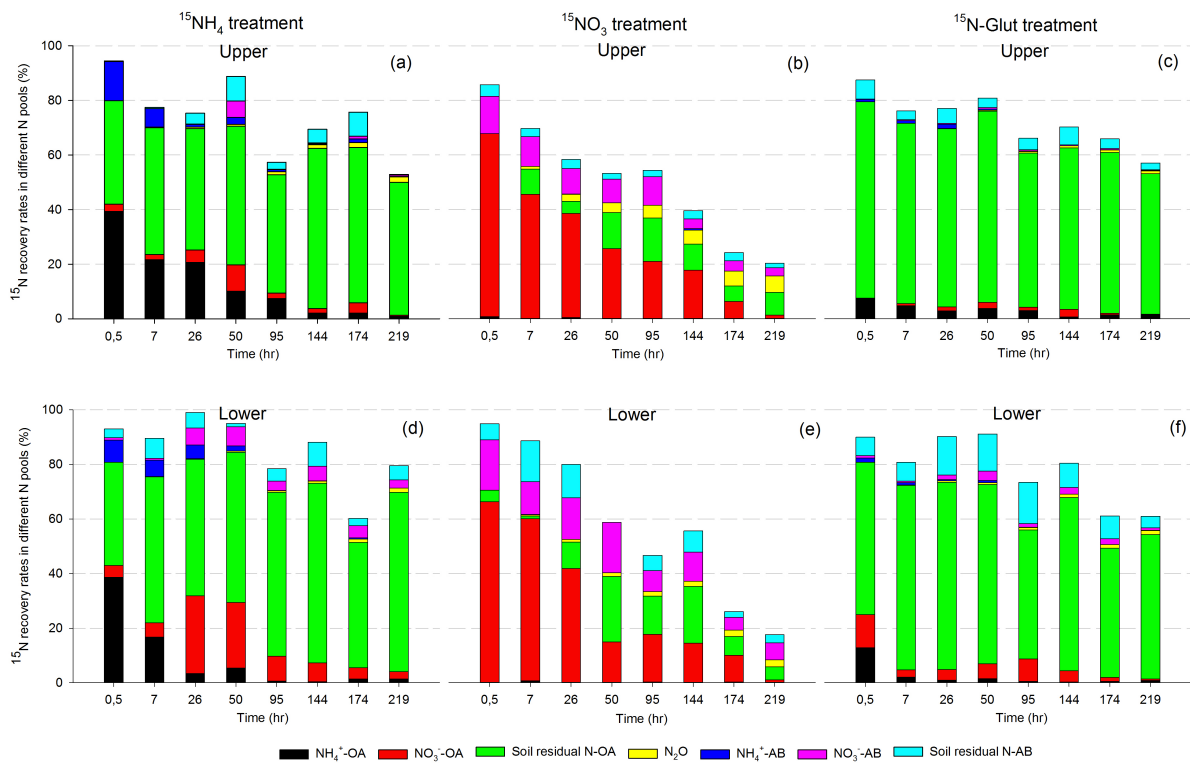 ¹⁵NH₄ treatment
¹⁵NO₃ treatment
¹⁵N-Glut treatment
Upper
Upper
Upper
(a)
(b)
(c)
¹⁵N recovery rates in different N pools (%)
100
80
60
40
20
0
0,5 7 26 50 95 144 174 219
0,5 7 26 50 95 144 174 219
0,5 7 26 50 95 144 174 219
Time (hr)
Time (hr)
Time (hr)
Lower
Lower
Lower
(d)
(e)
(f)
¹⁵N recovery rates in different N pools (%)
100
80
60
40
20
0
0,5 7 26 50 95 144 174 219
0,5 7 26 50 95 144 174 219
0,5 7 26 50 95 144 174 219
Time (hr)
Time (hr)
Time (hr)
NH₄⁺-OA NO₃⁻-OA Soil residual N-OA N₂O NH₄⁺-AB NO₃⁻-AB Soil residual N-AB